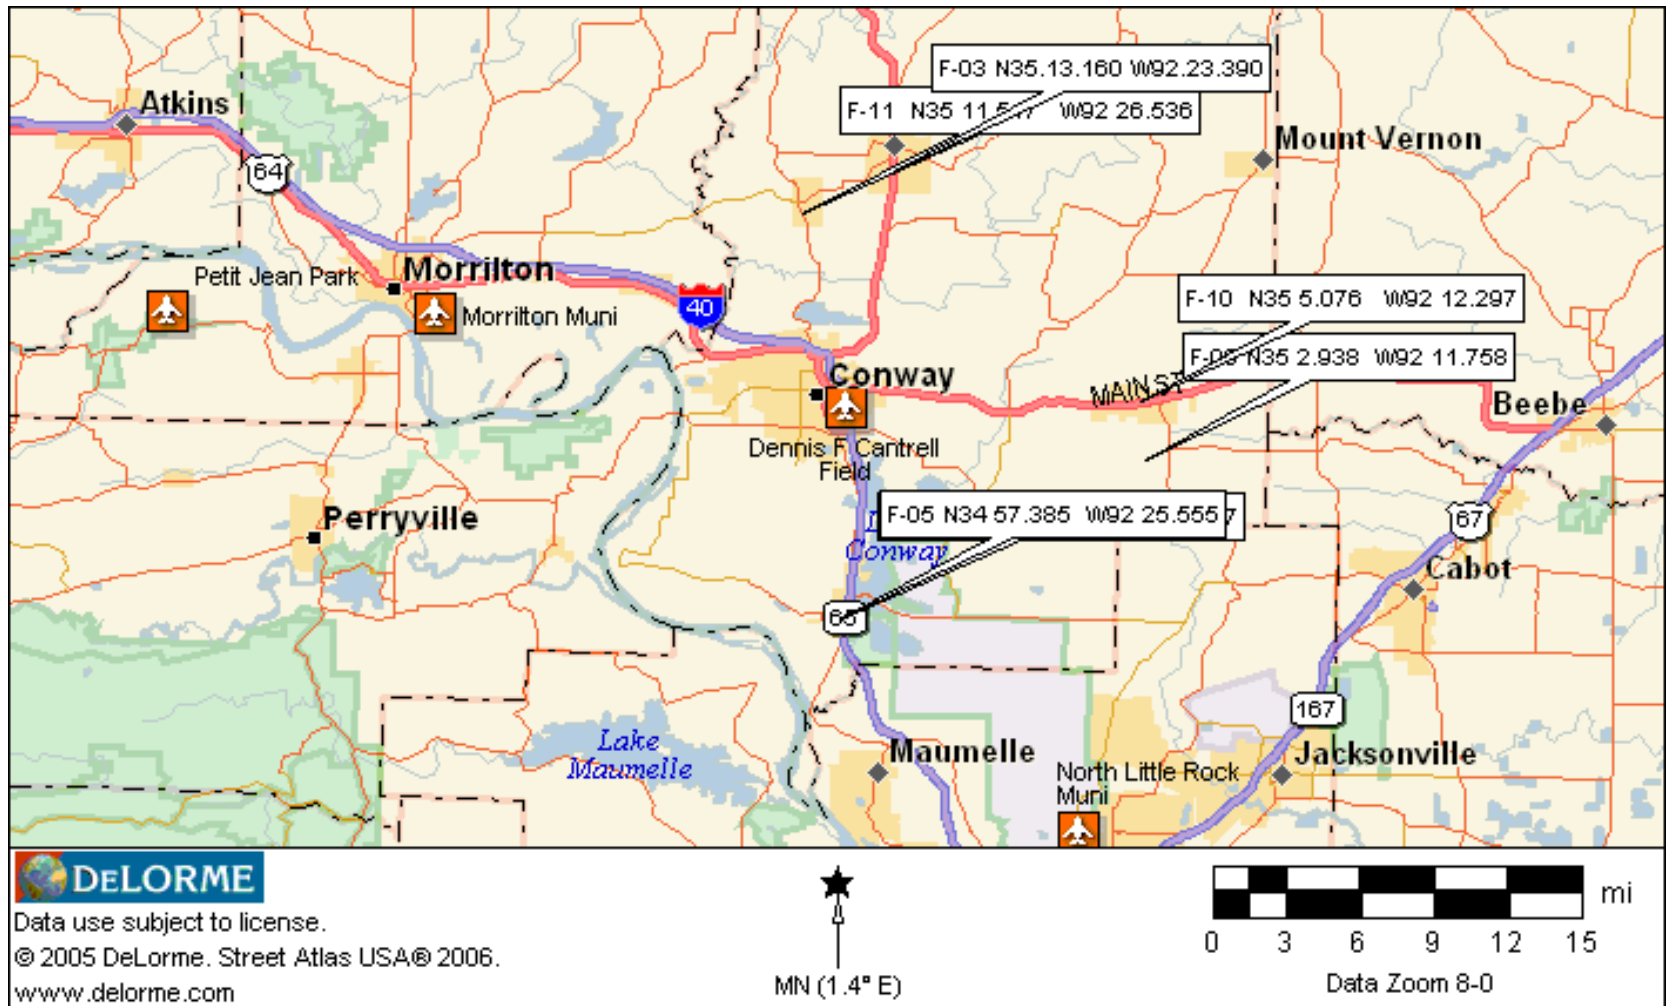 F-03 N35.13.160 W92.23.390
Atkins
F-11 N35 11. W92 26.536
Mount Vernon
64
Petit Jean Park
Morrilton
Morrilton Muni
40
F-10 N35 5.076 W92 12.297
N35 2.938 W92 11.758
Conway
MAIN ST
Beebe
Dennis F Cantrell
Field
Perryville
F-05 N34 57.385 W92 25.555
7
67
Conway
Cabot
65
167
Lake
Maumelle
Maumelle
Jacksonville
North Little Rock
Muni
DELORME
Data use subject to license.
© 2005 DeLorme. Street Atlas USA® 2006.
www.delorme.com
MN (1.4° E)
mi
0 3 6 9 12 15
Data Zoom 8-0